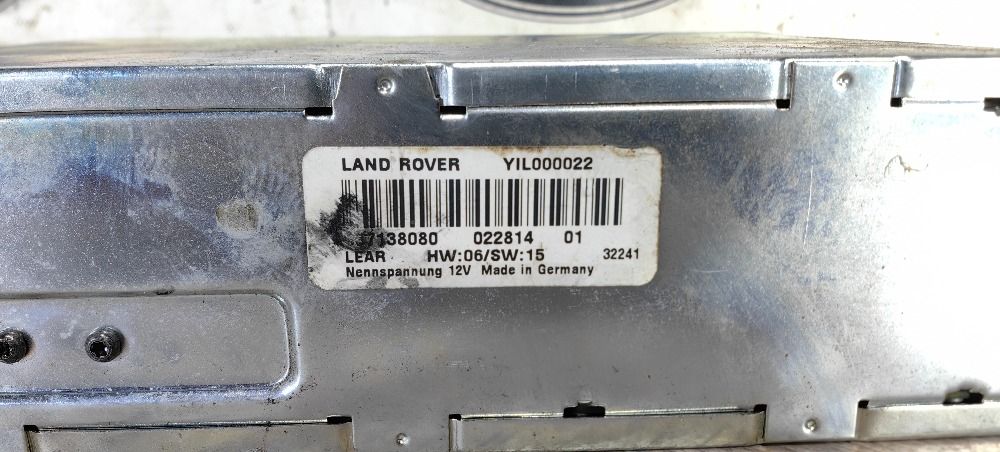 LAND ROVER YIL000022
7138080 022814 01
LEAR HW:06/SW:15 32241
Nennspannung 12V Made in Germany